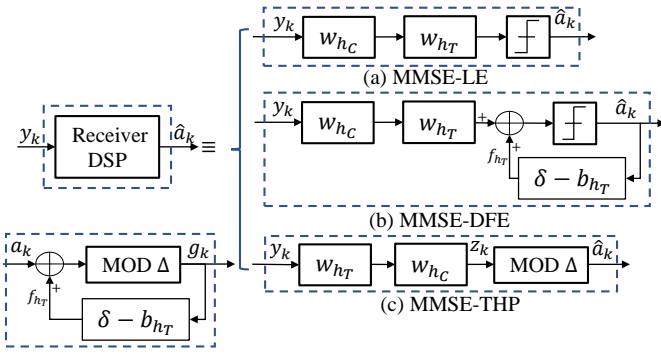 y_k w_{h_C} w_{h_T} â_k
(a) MMSE-LE
y_k Receiver DSP â_k ≡
y_k w_{h_C} w_{h_T} + + f_{h_T} â_k
δ − b_{h_T}
(b) MMSE-DFE
a_k + f_{h_T} MOD Δ g_k
δ − b_{h_T}
y_k w_{h_T} w_{h_C} z_k MOD Δ â_k
(c) MMSE-THP